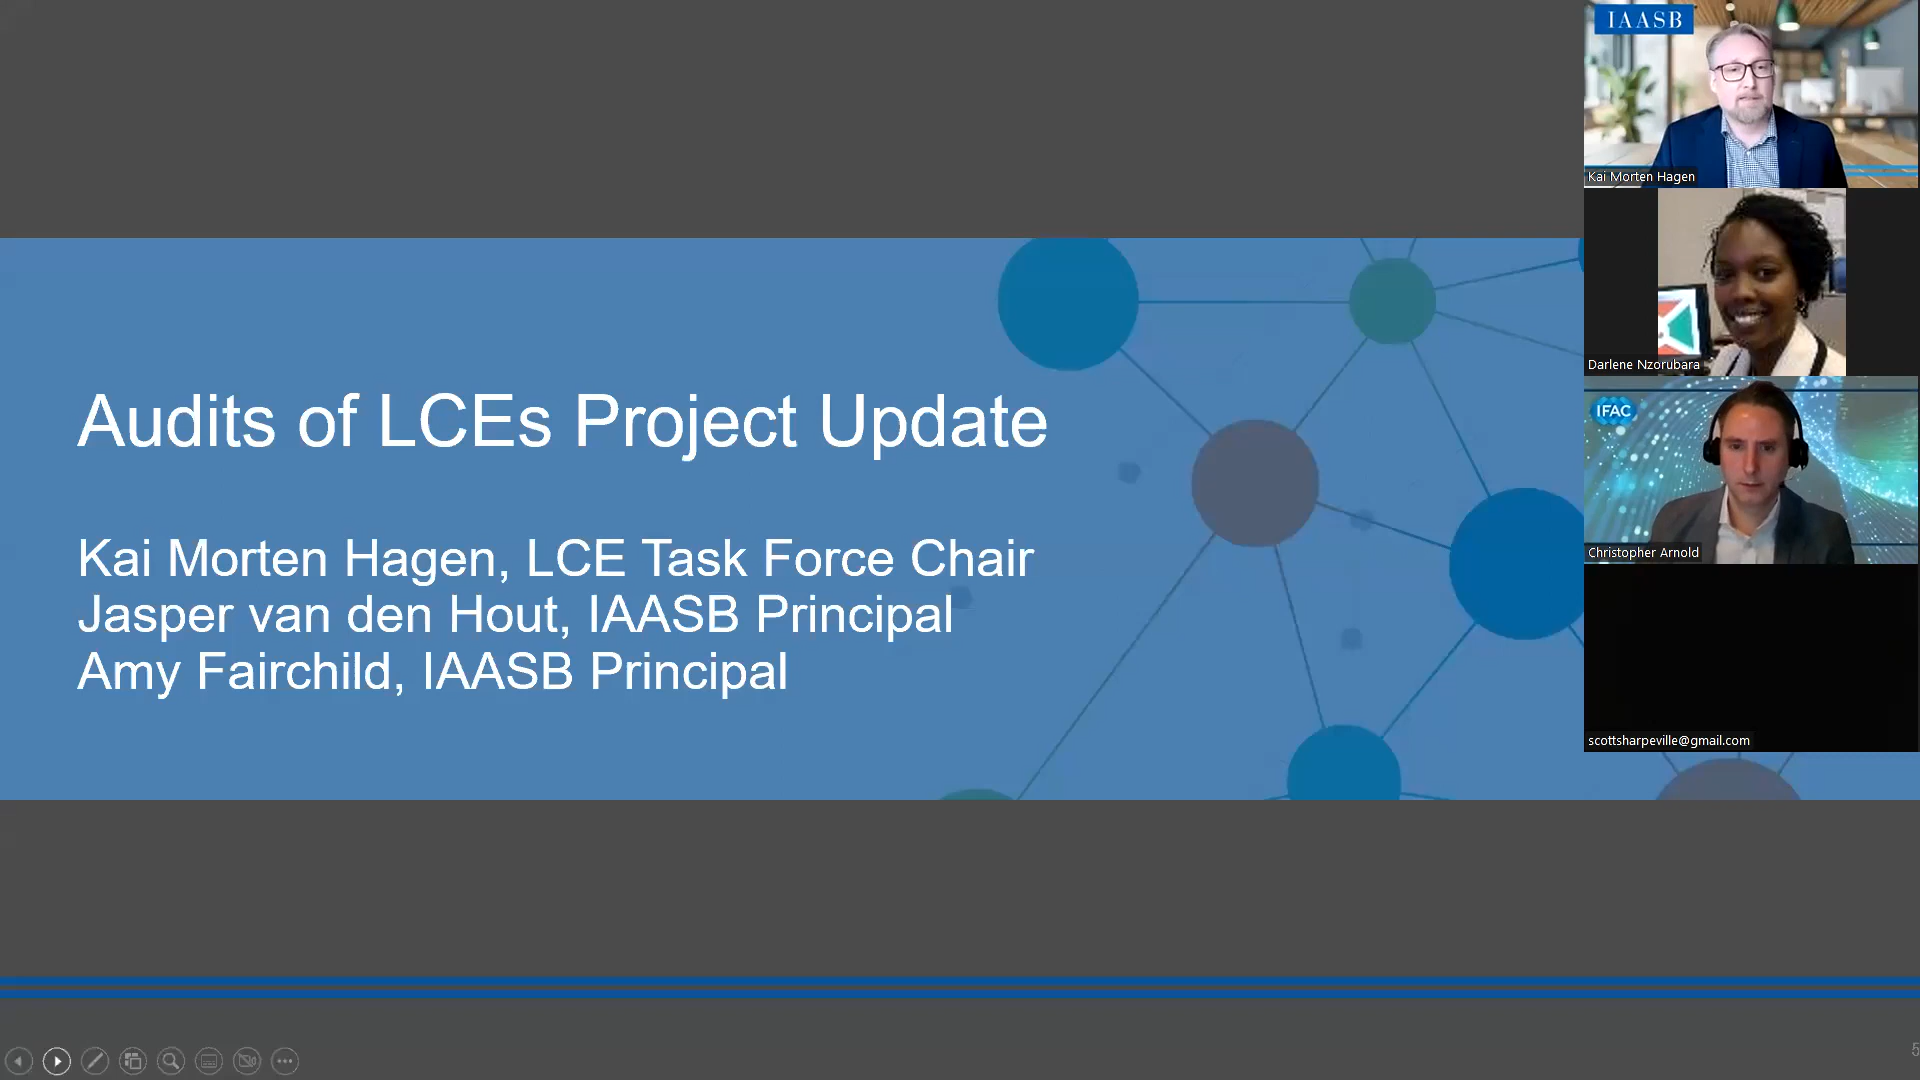 Audits of LCEs Project Update
Kai Morten Hagen, LCE Task Force Chair
Jasper van den Hout, IAASB Principal
Amy Fairchild, IAASB Principal
IAASB
Kai Morten Hagen
Darlene Nzorubara
IFAC
Christopher Arnold
scottsharpeville@gmail.com
5